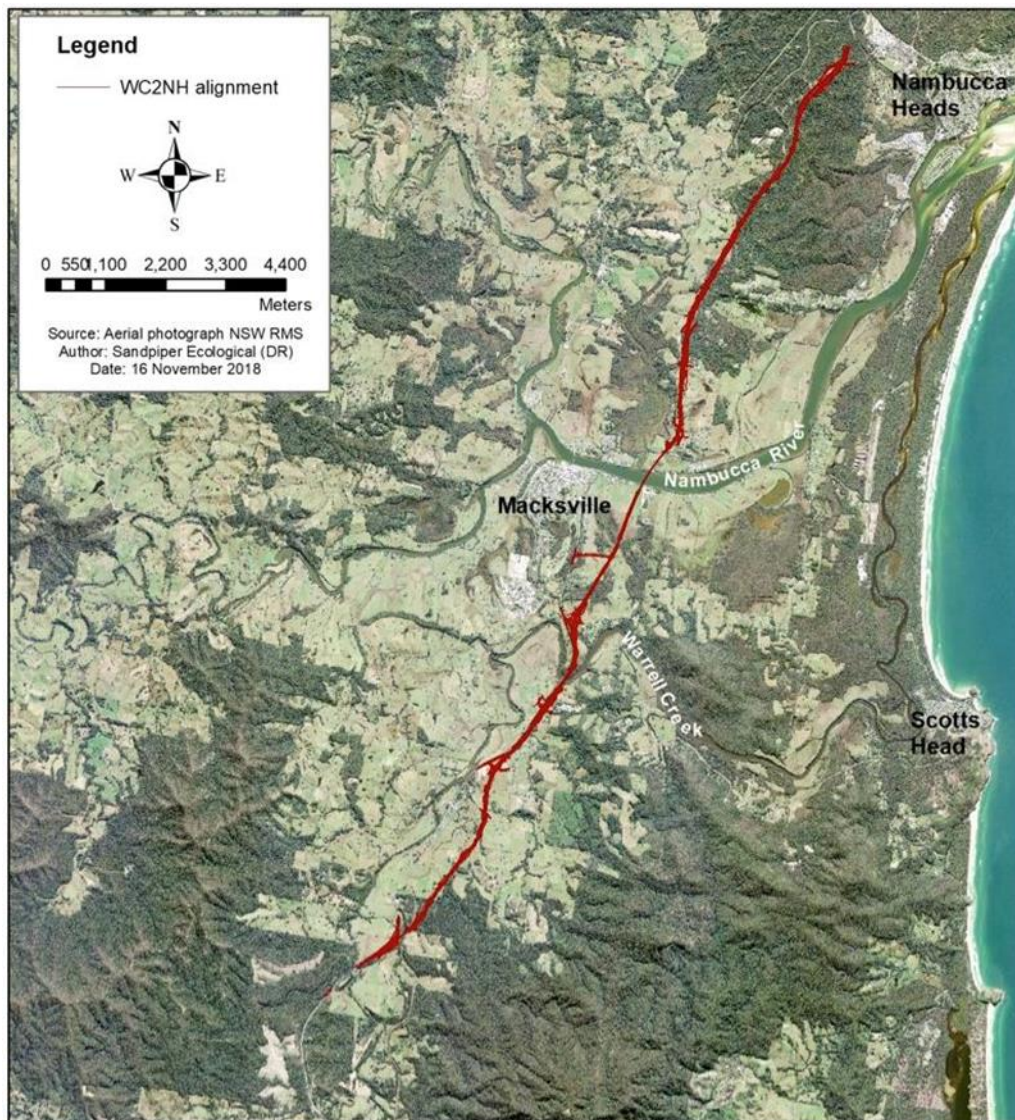 Legend
WC2NH alignment
N
W E
S
0 550 1,100 2,200 3,300 4,400
Meters
Source: Aerial photograph NSW RMS
Author: Sandpiper Ecological (DR)
Date: 16 November 2018
Nambucca
Heads
Nambucca River
Macksville
Warrell Creek
Scotts
Head